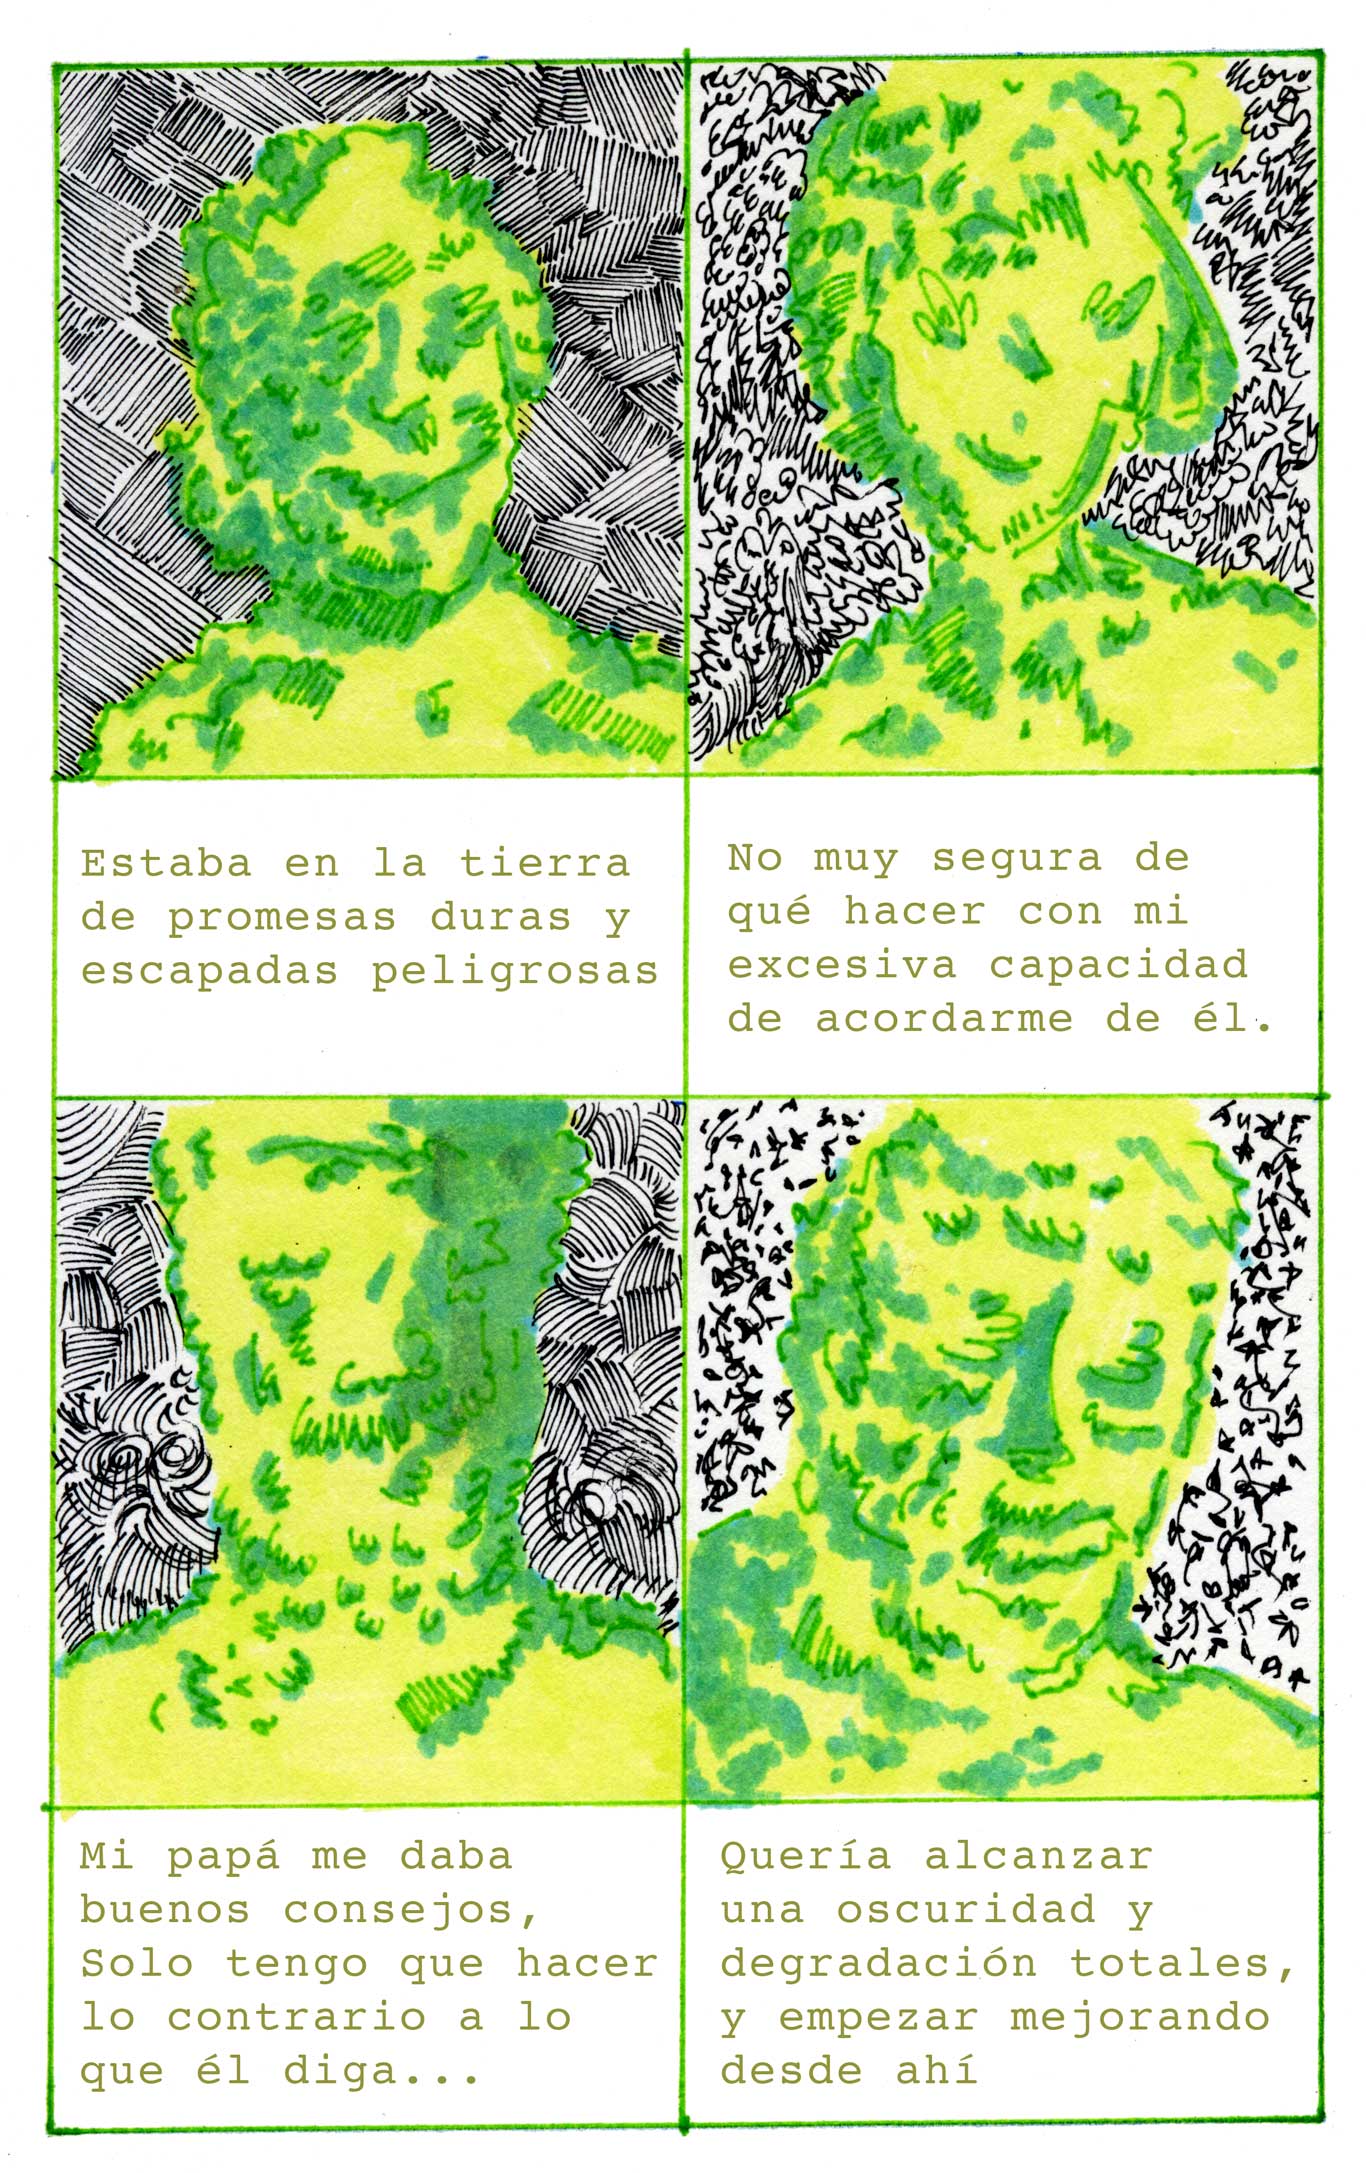 Estaba en la tierra
de promesas duras y
escapadas peligrosas
No muy segura de
qué hacer con mi
excesiva capacidad
de acordarme de él.
Mi papá me daba
buenos consejos,
Solo tengo que hacer
lo contrario a lo
que él diga...
Quería alcanzar
una oscuridad y
degradación totales,
y empezar mejorando
desde ahí